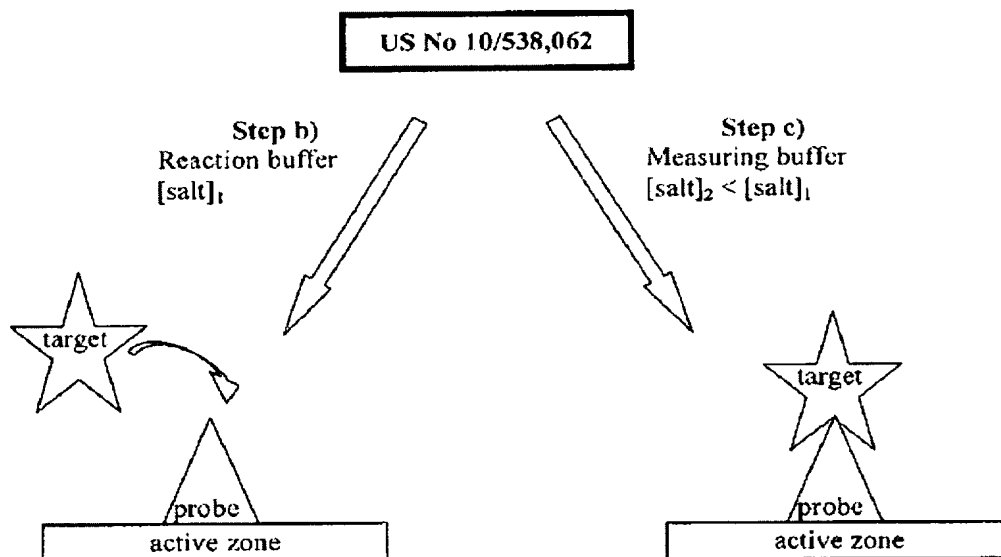 US No 10/538,062
Step b)
Reaction buffer
[salt]₁
Step c)
Measuring buffer
[salt]₂ < [salt]₁
target
probe
active zone
target
probe
active zone